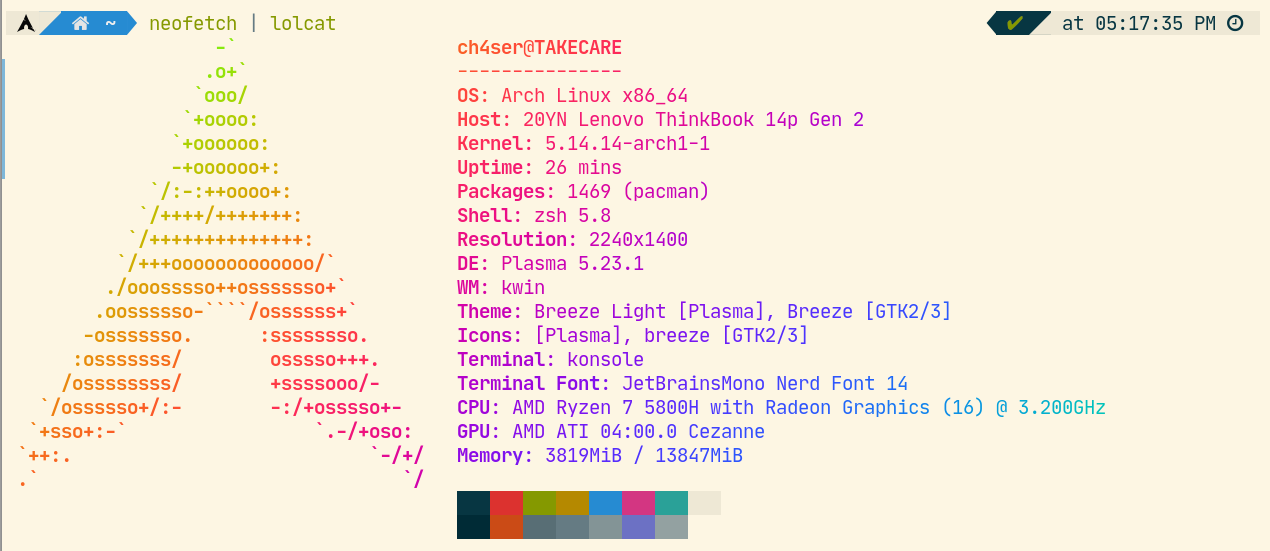 ~ neofetch | lolcat ✔ at 05:17:35 PM
-`
.o+`
`ooo/
`+oooo:
`+oooooo:
-+oooooo+:
`/:-:++oooo+:
`/++++/+++++++:
`/++++++++++++++:
`/+++ooooooooooooo/`
./ooosssso++osssssso+`
.oossssso-````/ossssss+`
-osssssso.      :ssssssso.
:osssssss/        osssso+++.
/ossssssss/        +ssssooo/-
`/ossssso+/:-        -:/+osssso+-
`+sso+:-`                 `.-/+oso:
`++:.                           `-/+/
.`                                 `/
ch4ser@TAKECARE
---------------
OS: Arch Linux x86_64
Host: 20YN Lenovo ThinkBook 14p Gen 2
Kernel: 5.14.14-arch1-1
Uptime: 26 mins
Packages: 1469 (pacman)
Shell: zsh 5.8
Resolution: 2240x1400
DE: Plasma 5.23.1
WM: kwin
Theme: Breeze Light [Plasma], Breeze [GTK2/3]
Icons: [Plasma], breeze [GTK2/3]
Terminal: konsole
Terminal Font: JetBrainsMono Nerd Font 14
CPU: AMD Ryzen 7 5800H with Radeon Graphics (16) @ 3.200GHz
GPU: AMD ATI 04:00.0 Cezanne
Memory: 3819MiB / 13847MiB